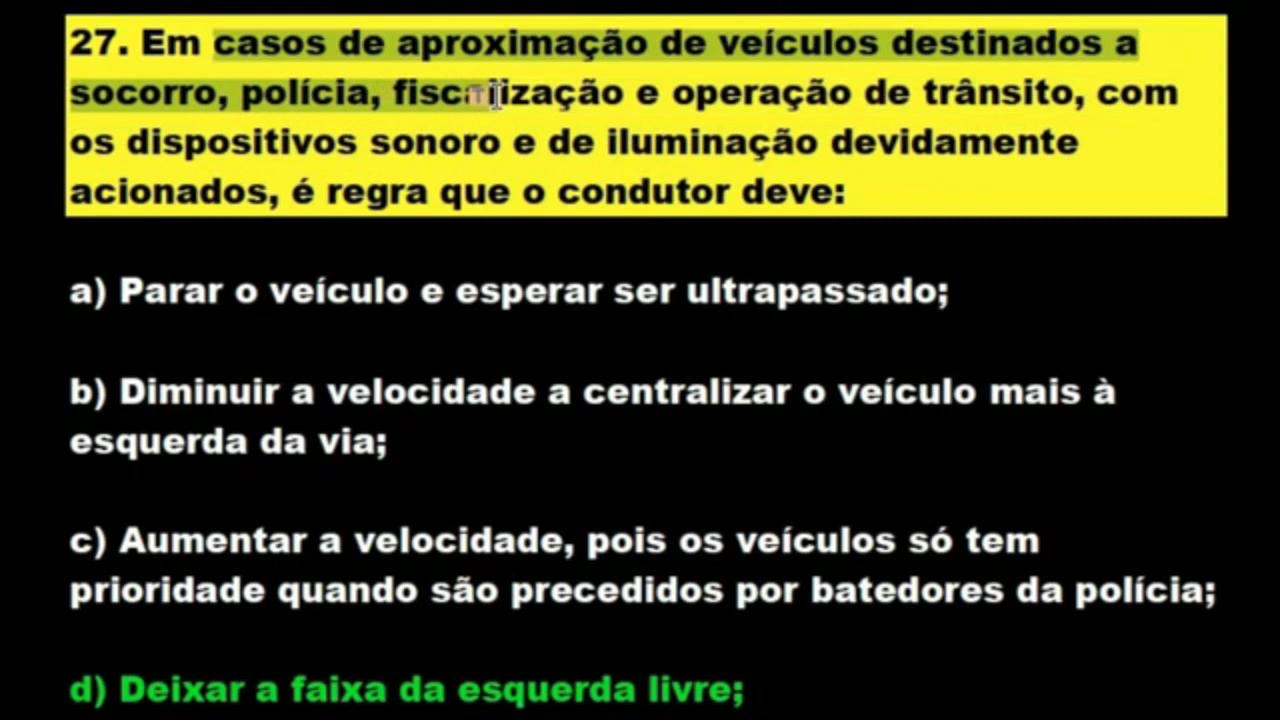 27. Em casos de aproximação de veículos destinados a
socorro, polícia, fiscalização e operação de trânsito, com
os dispositivos sonoro e de iluminação devidamente
acionados, é regra que o condutor deve:
a) Parar o veículo e esperar ser ultrapassado;
b) Diminuir a velocidade a centralizar o veículo mais à
esquerda da via;
c) Aumentar a velocidade, pois os veículos só tem
prioridade quando são precedidos por batedores da polícia;
d) Deixar a faixa da esquerda livre;